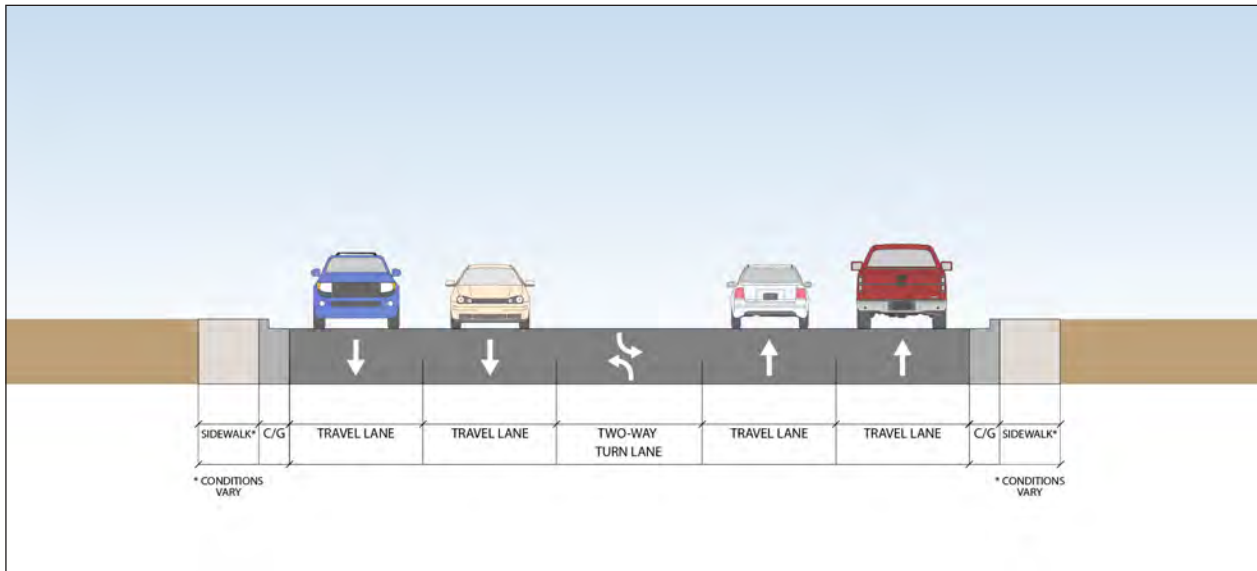 SIDEWALK*
C/G
TRAVEL LANE
TRAVEL LANE
TWO-WAY
TURN LANE
TRAVEL LANE
TRAVEL LANE
C/G
SIDEWALK*
* CONDITIONS
VARY
* CONDITIONS
VARY